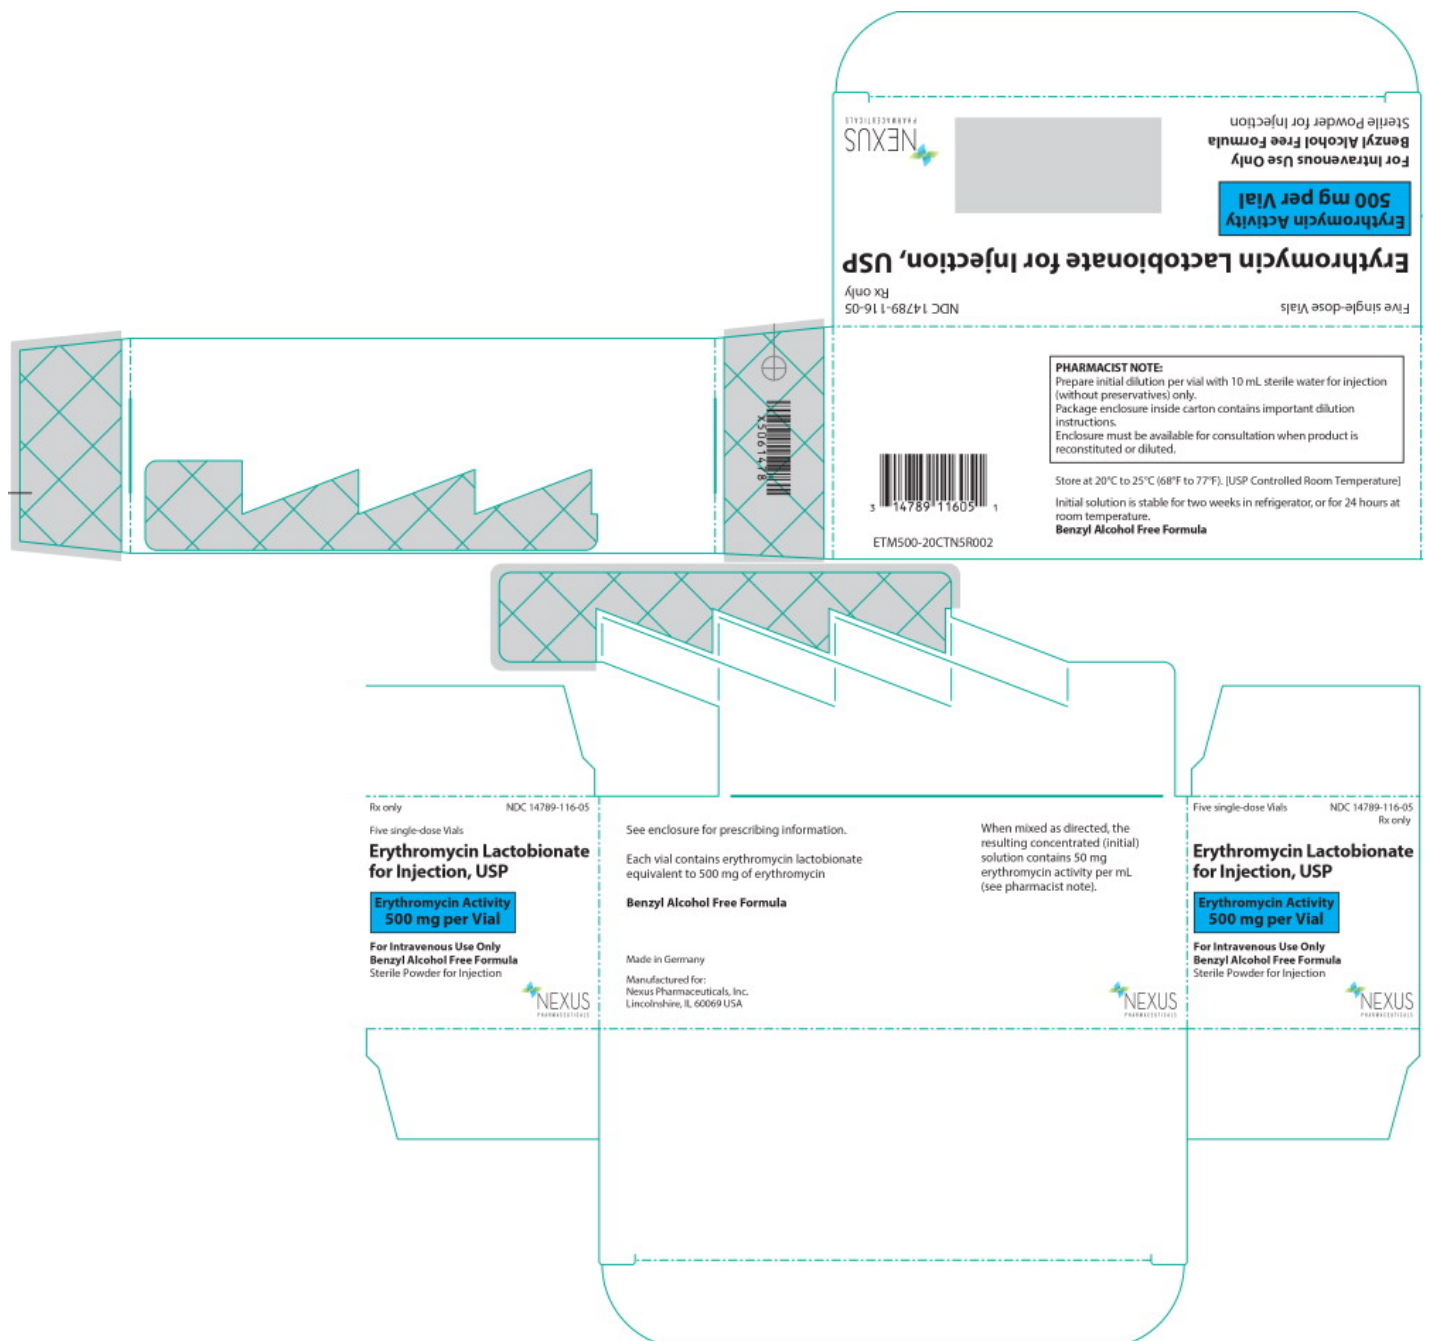 Five single-dose Vials
NDC 14789-116-05
Rx only
Erythromycin Lactobionate for Injection, USP
Erythromycin Activity
500 mg per Vial
For Intravenous Use Only
Benzyl Alcohol Free Formula
Sterile Powder for Injection
NEXUS
PHARMACEUTICALS
X5061478
PHARMACIST NOTE:
Prepare initial dilution per vial with 10 mL sterile water for injection
(without preservatives) only.
Package enclosure inside carton contains important dilution
instructions.
Enclosure must be available for consultation when product is
reconstituted or diluted.
Store at 20°C to 25°C (68°F to 77°F). [USP Controlled Room Temperature]
Initial solution is stable for two weeks in refrigerator, or for 24 hours at
room temperature.
Benzyl Alcohol Free Formula
3 14789 11605 1
ETM500-20CTN5R002
Rx only NDC 14789-116-05
Five single-dose Vials
Erythromycin Lactobionate
for Injection, USP
Erythromycin Activity
500 mg per Vial
For Intravenous Use Only
Benzyl Alcohol Free Formula
Sterile Powder for Injection
NEXUS
PHARMACEUTICALS
See enclosure for prescribing information.
Each vial contains erythromycin lactobionate
equivalent to 500 mg of erythromycin
Benzyl Alcohol Free Formula
Made in Germany
Manufactured for:
Nexus Pharmaceuticals, Inc.
Lincolnshire, IL 60069 USA
When mixed as directed, the
resulting concentrated (initial)
solution contains 50 mg
erythromycin activity per mL
(see pharmacist note).
NEXUS
PHARMACEUTICALS
Five single-dose Vials NDC 14789-116-05
Rx only
Erythromycin Lactobionate
for Injection, USP
Erythromycin Activity
500 mg per Vial
For Intravenous Use Only
Benzyl Alcohol Free Formula
Sterile Powder for Injection
NEXUS
PHARMACEUTICALS